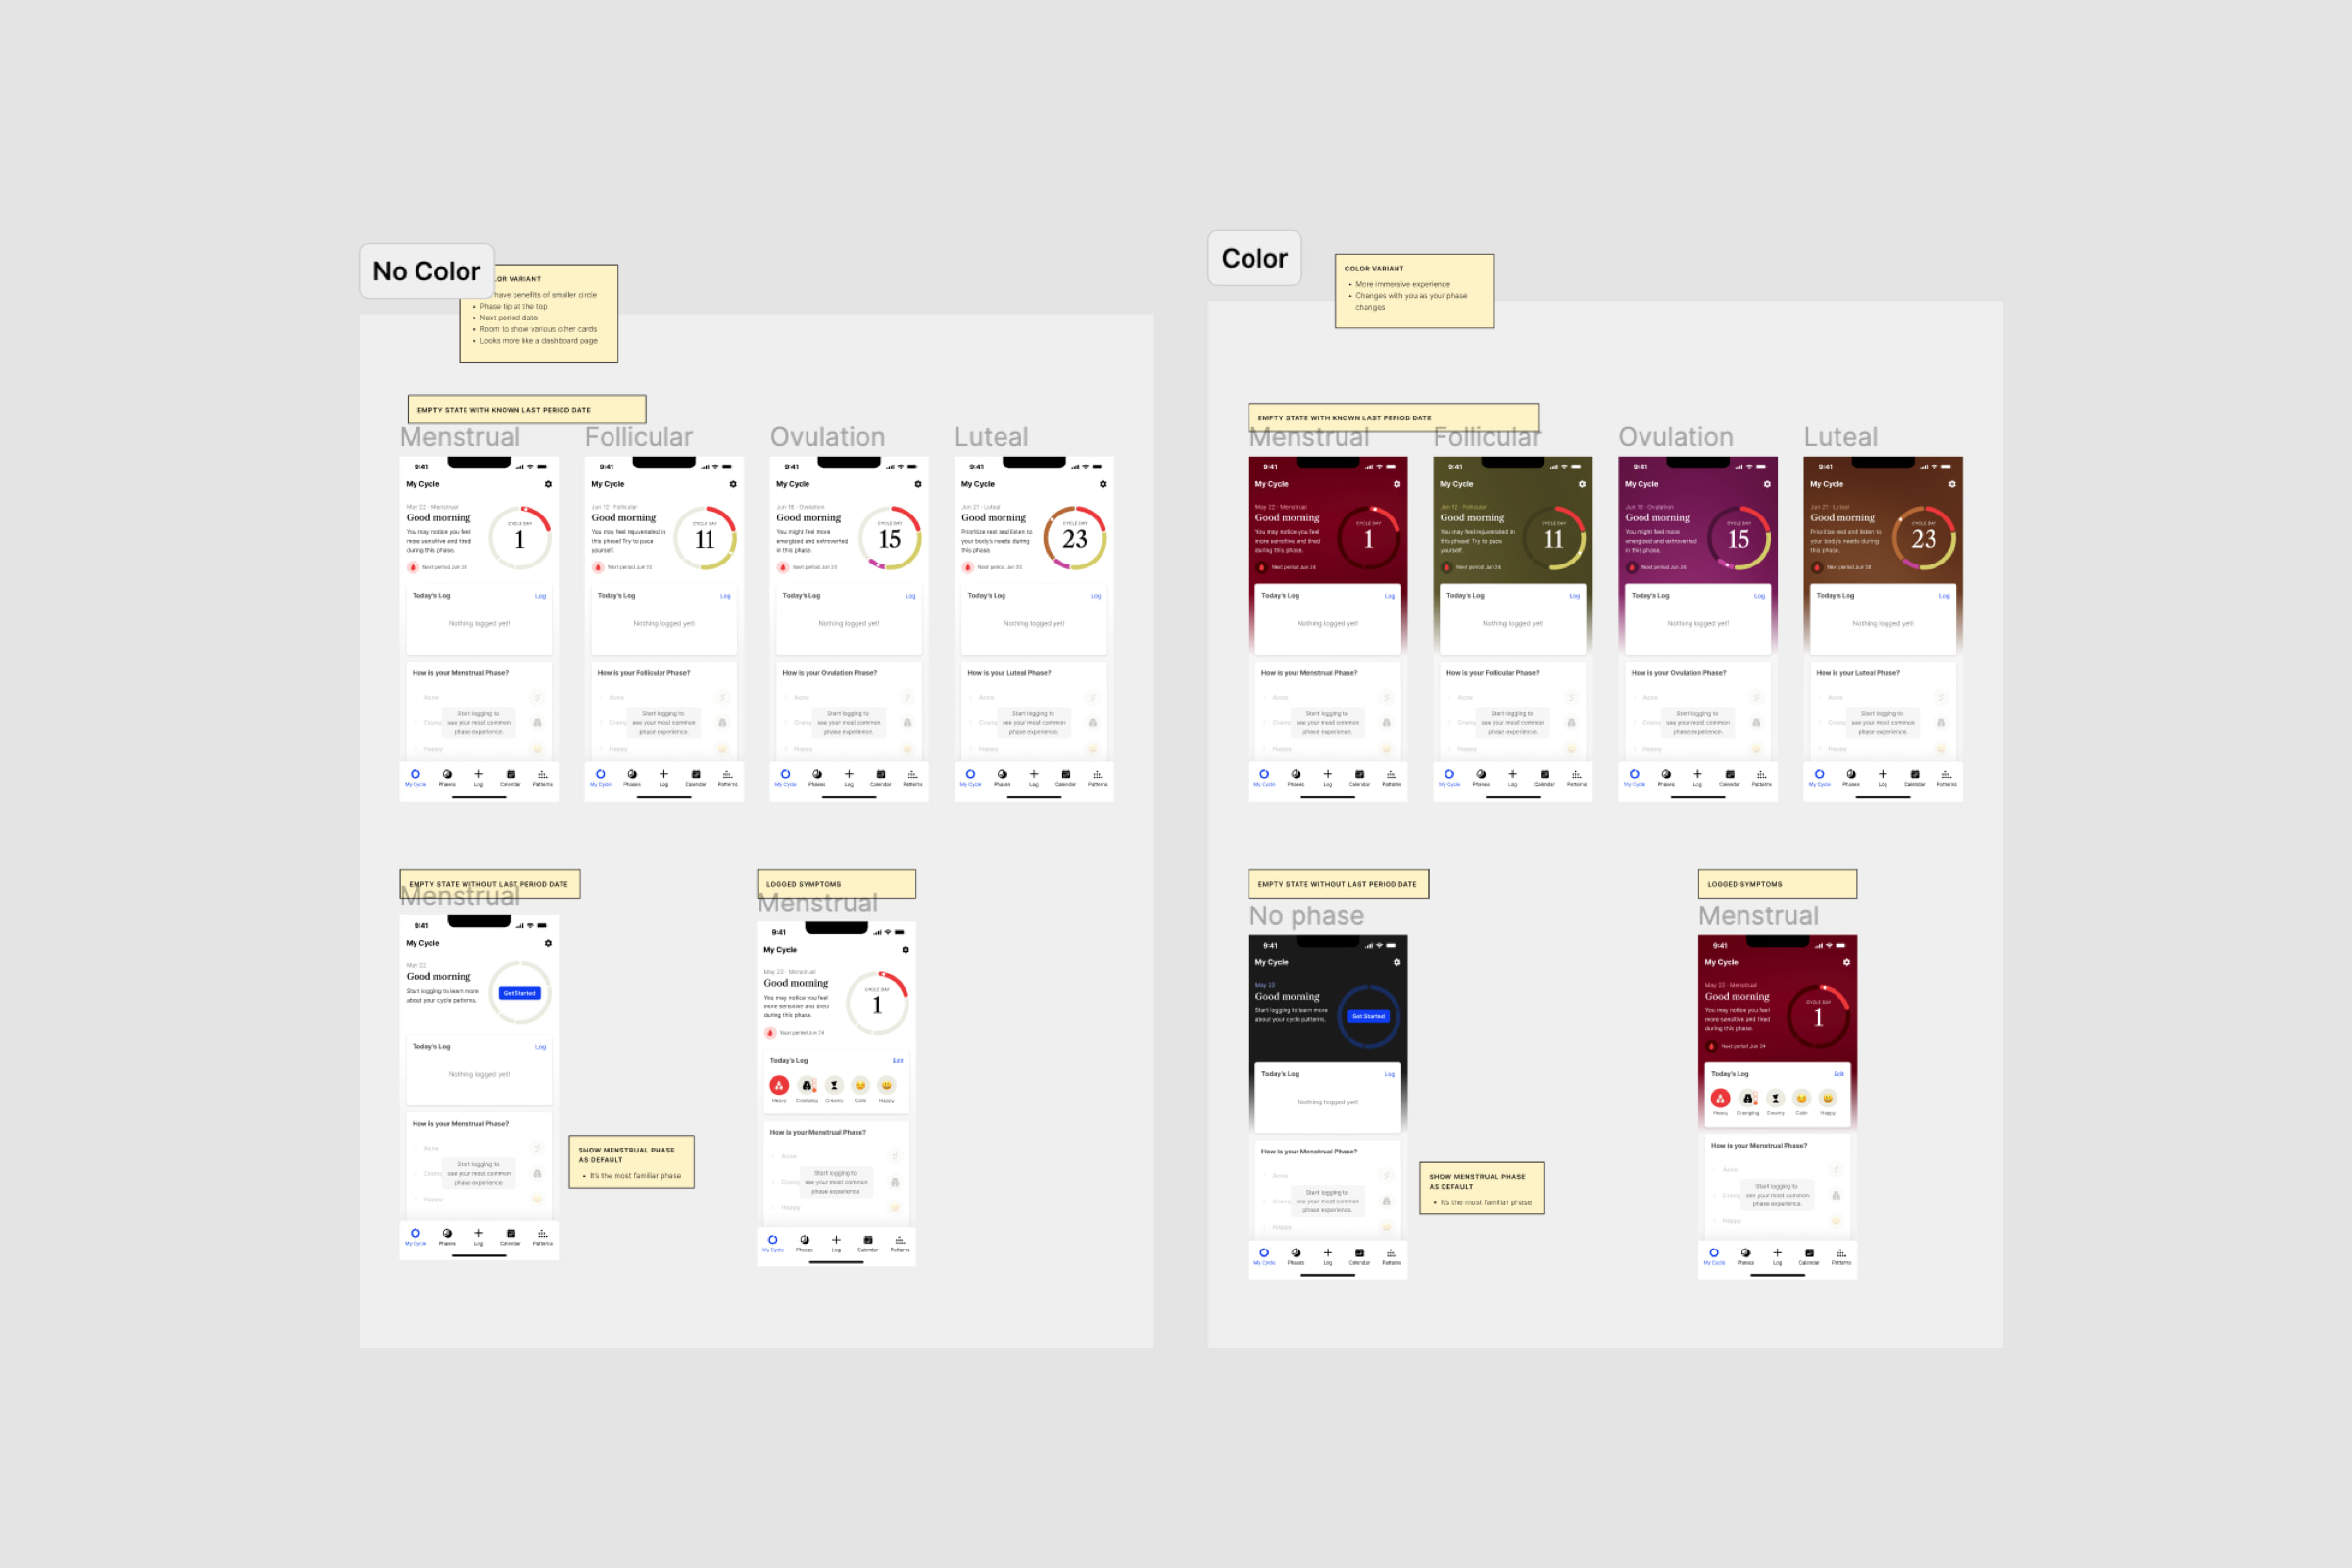 No Color
OR VARIANT
have benefits of smaller circle
• Phase tip at the top
• Next period date
• Room to show various other cards
• Looks more like a dashboard page
EMPTY STATE WITH KNOWN LAST PERIOD DATE
Menstrual
9:41
My Cycle
May 22 · Menstrual
Good morning
You may notice you feel
more sensitive and tired
during this phase.
Next period Jun 24
CYCLE DAY
1
Today's Log
Log
Nothing logged yet!
How is your Menstrual Phase?
Acne
Start logging to
see your most common
phase experience.
Happy
My Cycle
Phases
Log
Calendar
Patterns
Follicular
9:41
My Cycle
Jun 12 · Follicular
Good morning
You may feel rejuvenated in
this phase! Try to pace
yourself.
Next period Jun 24
CYCLE DAY
11
Today's Log
Log
Nothing logged yet!
How is your Follicular Phase?
Acne
Start logging to
see your most common
phase experience.
Happy
My Cycle
Phases
Log
Calendar
Patterns
Ovulation
9:41
My Cycle
Jun 18 · Ovulation
Good morning
You might feel more
energized and extroverted
in this phase.
Next period Jun 24
CYCLE DAY
15
Today's Log
Log
Nothing logged yet!
How is your Ovulation Phase?
Acne
Start logging to
see your most common
phase experience.
Happy
My Cycle
Phases
Log
Calendar
Patterns
Luteal
9:41
My Cycle
Jun 21 · Luteal
Good morning
Prioritize rest and listen to
your body's needs during
this phase.
Next period Jun 24
CYCLE DAY
23
Today's Log
Log
Nothing logged yet!
How is your Luteal Phase?
Acne
Start logging to
see your most common
phase experience.
Happy
My Cycle
Phases
Log
Calendar
Patterns
EMPTY STATE WITHOUT LAST PERIOD DATE
Menstrual
9:41
My Cycle
May 22
Good morning
Start logging to learn more
about your cycle patterns.
Get Started
Today's Log
Log
Nothing logged yet!
How is your Menstrual Phase?
Acne
Start logging to
see your most common
phase experience.
Happy
My Cycle
Phases
Log
Calendar
Patterns
SHOW MENSTRUAL PHASE
AS DEFAULT
• It's the most familiar phase
LOGGED SYMPTOMS
Menstrual
9:41
My Cycle
May 22 · Menstrual
Good morning
You may notice you feel
more sensitive and tired
during this phase.
Next period Jun 24
CYCLE DAY
1
Today's Log
Edit
Heavy
Cramping
Dreamy
Calm
Happy
How is your Menstrual Phase?
Acne
Start logging to
see your most common
phase experience.
Happy
My Cycle
Phases
Log
Calendar
Patterns
Color
COLOR VARIANT
• More immersive experience
• Changes with you as your phase
changes
EMPTY STATE WITH KNOWN LAST PERIOD DATE
Menstrual
9:41
My Cycle
May 22 · Menstrual
Good morning
You may notice you feel
more sensitive and tired
during this phase.
Next period Jun 24
CYCLE DAY
1
Today's Log
Log
Nothing logged yet!
How is your Menstrual Phase?
Acne
Start logging to
see your most common
phase experience.
Happy
My Cycle
Phases
Log
Calendar
Patterns
Follicular
9:41
My Cycle
Jun 12 · Follicular
Good morning
You may feel rejuvenated in
this phase! Try to pace
yourself.
Next period Jun 24
CYCLE DAY
11
Today's Log
Log
Nothing logged yet!
How is your Follicular Phase?
Acne
Start logging to
see your most common
phase experience.
Happy
My Cycle
Phases
Log
Calendar
Patterns
Ovulation
9:41
My Cycle
Jun 18 · Ovulation
Good morning
You might feel more
energized and extroverted
in this phase.
Next period Jun 24
CYCLE DAY
15
Today's Log
Log
Nothing logged yet!
How is your Ovulation Phase?
Acne
Start logging to
see your most common
phase experience.
Happy
My Cycle
Phases
Log
Calendar
Patterns
Luteal
9:41
My Cycle
Jun 21 · Luteal
Good morning
Prioritize rest and listen to
your body's needs during
this phase.
Next period Jun 24
CYCLE DAY
23
Today's Log
Log
Nothing logged yet!
How is your Luteal Phase?
Acne
Start logging to
see your most common
phase experience.
Happy
My Cycle
Phases
Log
Calendar
Patterns
EMPTY STATE WITHOUT LAST PERIOD DATE
No phase
9:41
My Cycle
May 22
Good morning
Start logging to learn more
about your cycle patterns.
Get Started
Today's Log
Log
Nothing logged yet!
How is your Menstrual Phase?
Acne
Start logging to
see your most common
phase experience.
Happy
My Cycle
Phases
Log
Calendar
Patterns
SHOW MENSTRUAL PHASE
AS DEFAULT
• It's the most familiar phase
LOGGED SYMPTOMS
Menstrual
9:41
My Cycle
May 22 · Menstrual
Good morning
You may notice you feel
more sensitive and tired
during this phase.
Next period Jun 24
CYCLE DAY
1
Today's Log
Edit
Heavy
Cramping
Dreamy
Calm
Happy
How is your Menstrual Phase?
Acne
Start logging to
see your most common
phase experience.
Happy
My Cycle
Phases
Log
Calendar
Patterns